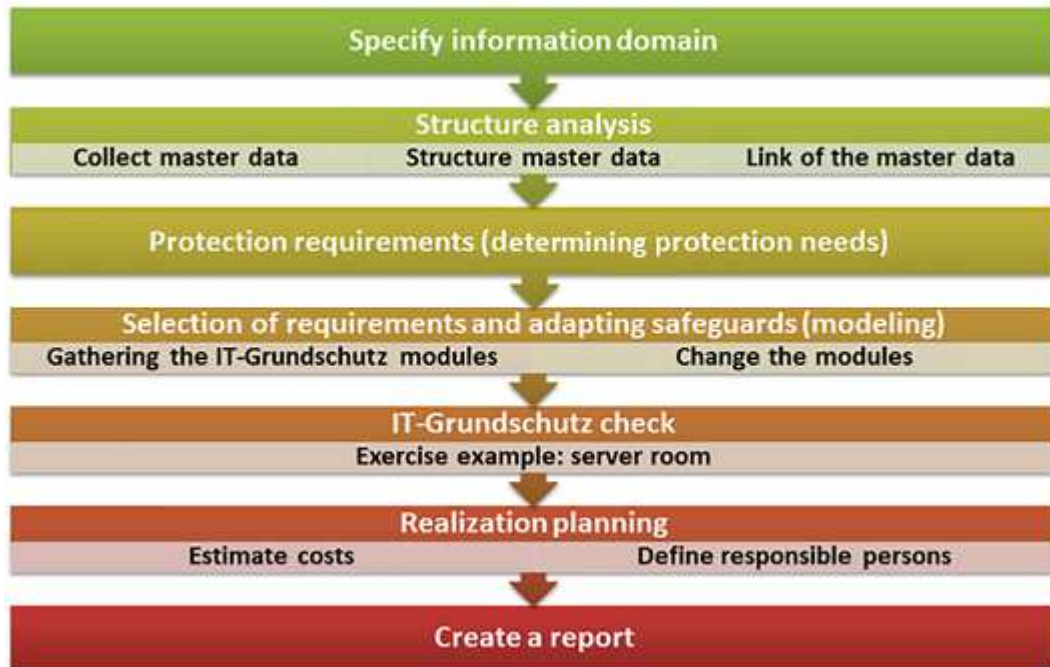 Specify information domain
Structure analysis
Collect master data Structure master data Link of the master data
Protection requirements (determining protection needs)
Selection of requirements and adapting safeguards (modeling)
Gathering the IT-Grundschutz modules Change the modules
IT-Grundschutz check
Exercise example: server room
Realization planning
Estimate costs Define responsible persons
Create a report